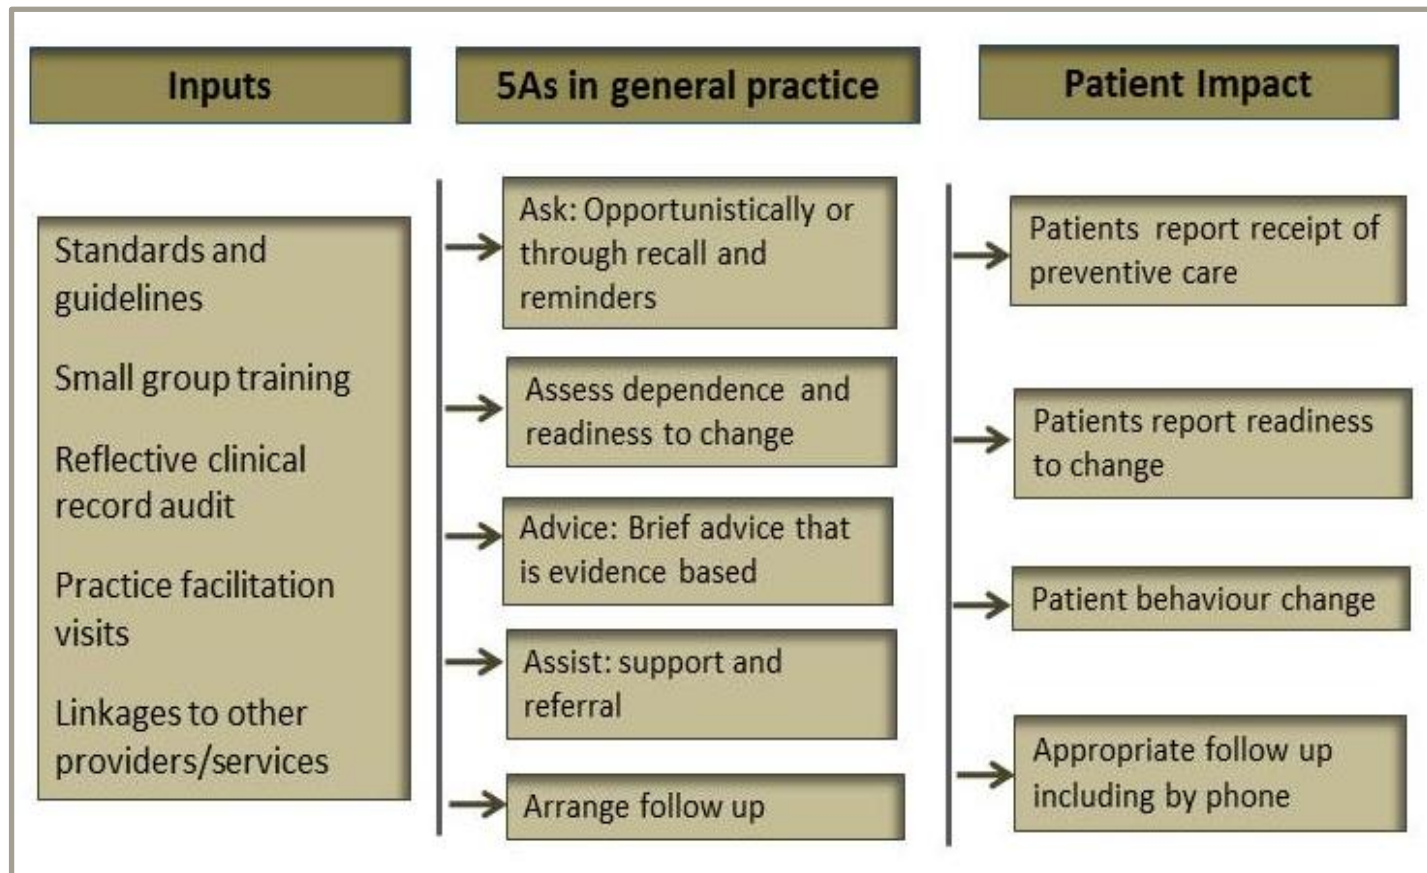 Inputs
Standards and
guidelines
Small group training
Reflective clinical
record audit
Practice facilitation
visits
Linkages to other
providers/services
5As in general practice
Ask: Opportunistically or
through recall and
reminders
Assess dependence and
readiness to change
Advice: Brief advice that
is evidence based
Assist: support and
referral
Arrange follow up
Patient Impact
Patients report receipt of
preventive care
Patients report readiness
to change
Patient behaviour change
Appropriate follow up
including by phone